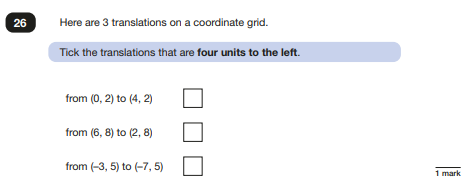 26 Here are 3 translations on a coordinate grid.
Tick the translations that are four units to the left.
from (0, 2) to (4, 2)
from (6, 8) to (2, 8)
from (–3, 5) to (–7, 5)
1 mark